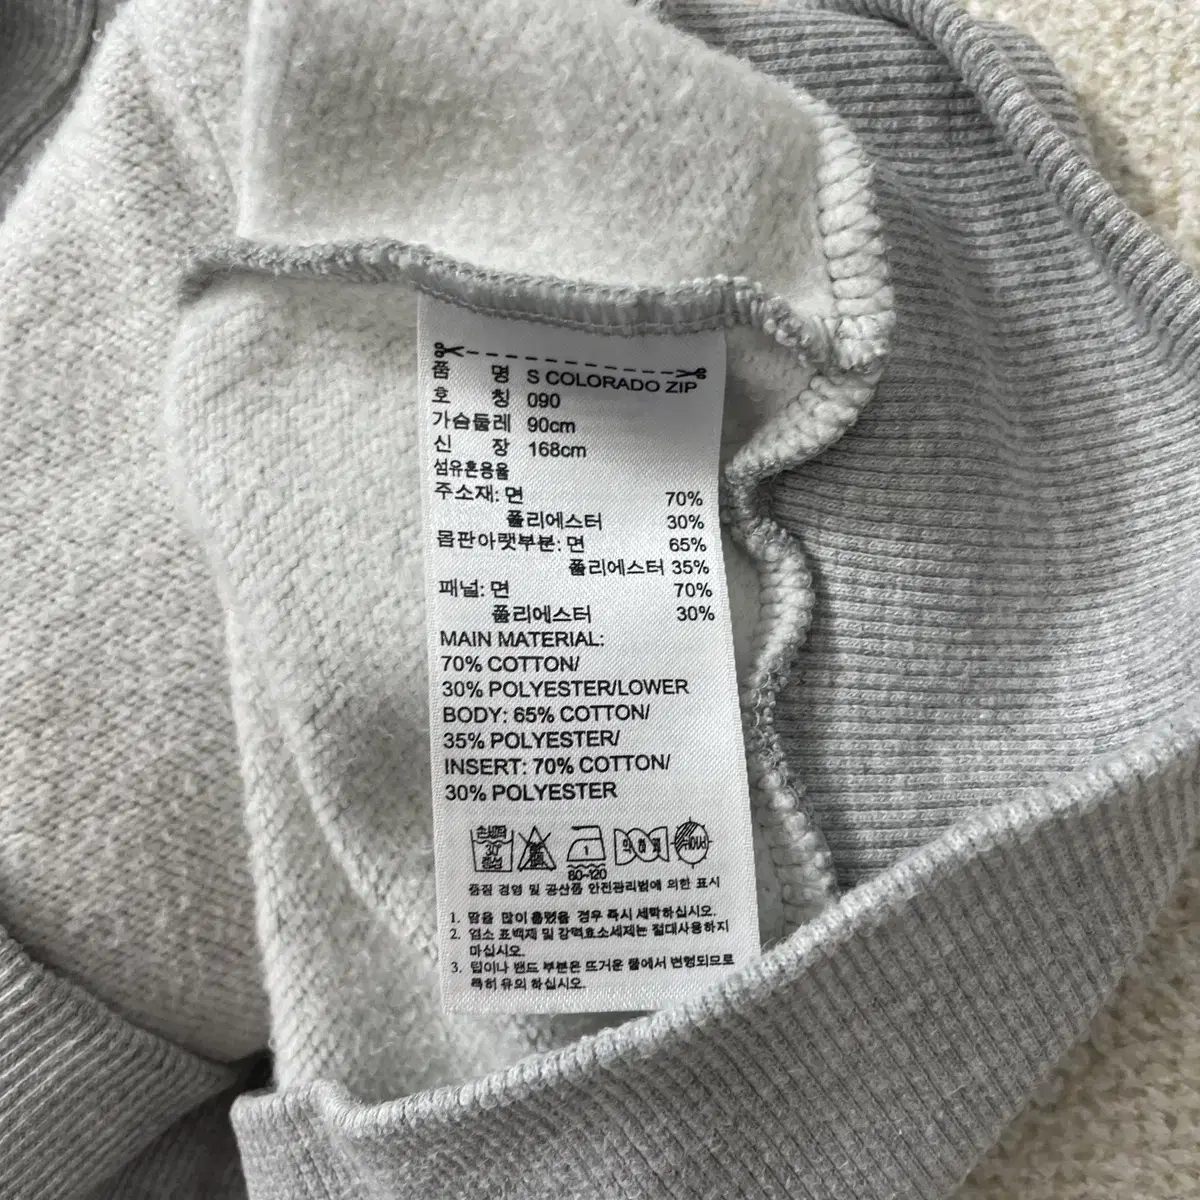 품 명 S COLORADO ZIP
호 칭 090
가슴둘레 90cm
신 장 168cm
섬유혼용율
주소재: 면 70%
폴리에스터 30%
몸판아랫부분: 면 65%
폴리에스터 35%
패널: 면 70%
폴리에스터 30%
MAIN MATERIAL:
70% COTTON/
30% POLYESTER/LOWER
BODY: 65% COTTON/
35% POLYESTER/
INSERT: 70% COTTON/
30% POLYESTER
손세탁
30° 1
중성
80-120
품질 경영 및 공산품 안전관리법에 의한 표시
1. 땀을 많이 흘렸을 경우 즉시 세탁하십시오.
2. 염소 표백제 및 강력효소세제는 절대사용하지
마십시오.
3. 립이나 밴드 부분은 뜨거운 물에서 변형되므로
특히 유의 하십시오.